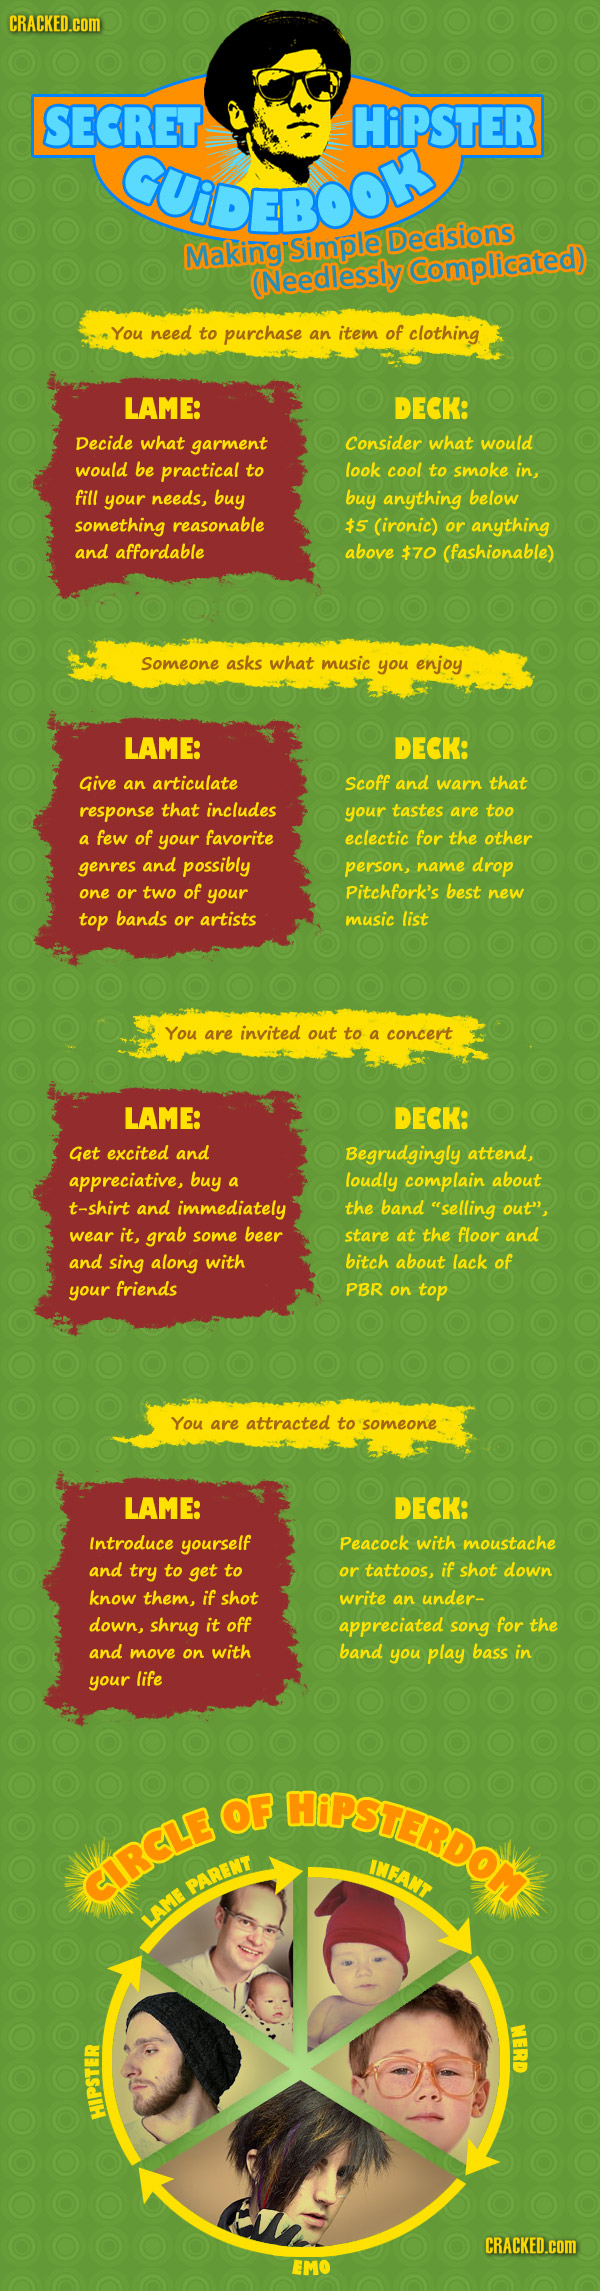 CRACKED.COM
SECRET HiPSTER
GUiDEBOOK
Making Simple Decisions
(Needlessly Complicated)
You need to purchase an item of clothing
LAME:
Decide what garment
would be practical to
fill your needs, buy
something reasonable
and affordable
DECK:
Consider what would
look cool to smoke in,
buy anything below
$5 (ironic) or anything
above $70 (fashionable)
Someone asks what music you enjoy
LAME:
Give an articulate
response that includes
a few of your favorite
genres and possibly
one or two of your
top bands or artists
DECK:
Scoff and warn that
your tastes are too
eclectic for the other
person, name drop
Pitchfork's best new
music list
You are invited out to a concert
LAME:
Get excited and
appreciative, buy a
t-shirt and immediately
wear it, grab some beer
and sing along with
your friends
DECK:
Begrudgingly attend,
loudly complain about
the band "selling out",
stare at the floor and
bitch about lack of
PBR on top
You are attracted to someone
LAME:
Introduce yourself
and try to get to
know them, if shot
down, shrug it off
and move on with
your life
DECK:
Peacock with moustache
or tattoos, if shot down
write an under-
appreciated song for the
band you play bass in
CIRCLE OF HiPSTERDOM
LAME PARENT
INFANT
NERD
HIPSTER
EMO
CRACKED.COM